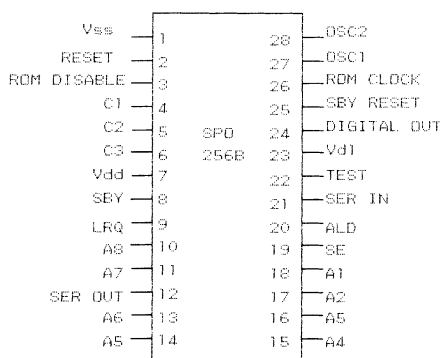 Vss 1 28 OSC2
RESET 2 27 OSC1
ROM DISABLE 3 26 ROM CLOCK
C1 4 25 SBY RESET
C2 5 SPO 24 DIGITAL OUT
C3 6 256B 23 Vd1
Vdd 7 22 TEST
SBY 8 21 SER IN
LRQ 9 20 ALD
A8 10 19 SE
A7 11 18 A1
SER OUT 12 17 A2
A6 13 16 A5
A5 14 15 A4